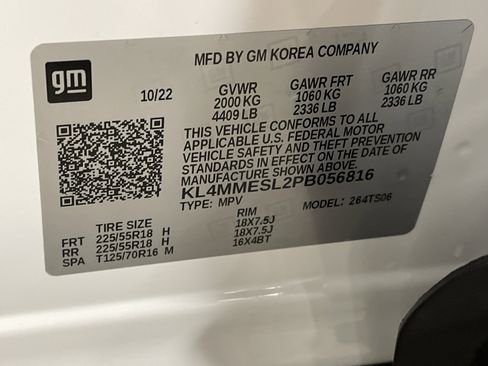 gm
MFD BY GM KOREA COMPANY
10/22 GVWR GAWR FRT GAWR RR
2000 KG 1060 KG 1060 KG
4409 LB 2336 LB 2336 LB
THIS VEHICLE CONFORMS TO ALL
APPLICABLE U.S. FEDERAL MOTOR
VEHICLE SAFETY AND THEFT PREVENTION
STANDARDS IN EFFECT ON THE DATE OF
MANUFACTURE SHOWN ABOVE.
KL4MMESL2PB056816
TYPE: MPV MODEL: 264TS06
TIRE SIZE RIM
FRT 225/55R18 H 18X7.5J
RR 225/55R18 H 18X7.5J
SPA T125/70R16 M 16X4BT